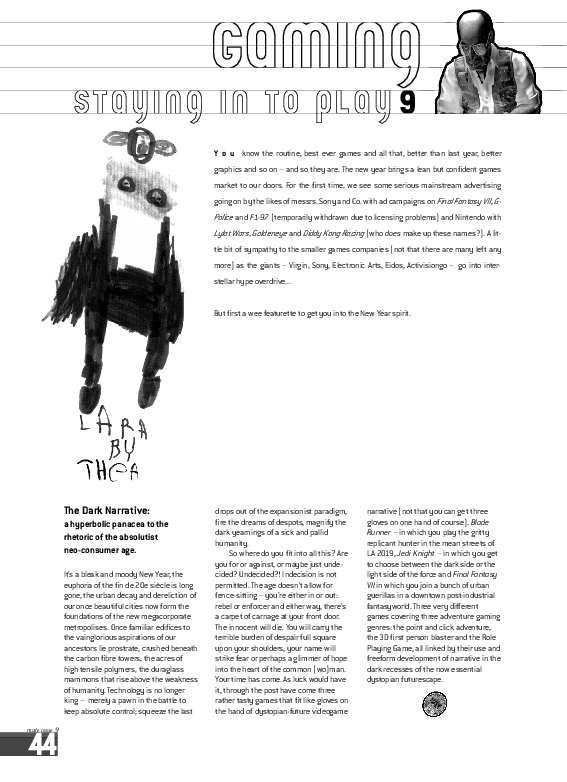 Gaming
staying in to play 9
You know the routine, best ever games and all that, better than last year, better
graphics and so on – and so they are. The new year brings a lean but confident games
market to our doors. For the first time, we see some serious mainstream advertising
going on by the likes of messrs. Sony and Co. with ad campaigns on Final Fantasy VII, G-
Police and F1-97 (temporarily withdrawn due to licensing problems) and Nintendo with
Lylat Wars, Goldeneye and Diddy Kong Racing (who does make up these names?). A lit-
tle bit of sympathy to the smaller games companies (not that there are many left any
more) as the giants – Virgin, Sony, Electronic Arts, Eidos, Activisiongo – go into inter-
stellar hype overdrive...
But first a wee featurette to get you into the New Year spirit.
LARA
BY
THEA
The Dark Narrative:
a hyperbolic panacea to the
rhetoric of the absolutist
neo-consumer age.
It's a bleak and moody New Year, the
euphoria of the fin de 20e siècle is long
gone, the urban decay and dereliction of
our once beautiful cities now form the
foundations of the new megacorporate
metropolises. Once familiar edifices to
the vainglorious aspirations of our
ancestors lie prostrate, crushed beneath
the carbon fibre towers, the acres of
high tensile polymers, the duraglass
mammons that rise above the weakness
of humanity. Technology is no longer
king – merely a pawn in the battle to
keep absolute control; squeeze the last
drops out of the expansionist paradigm,
fire the dreams of despots, magnify the
dark yearnings of a sick and pallid
humanity.
So where do you fit into all this? Are
you for or against, or maybe just unde-
cided? Undecided?! Indecision is not
permitted. The age doesn't allow for
fence-sitting – you're either in or out:
rebel or enforcer and either way, there's
a carpet of carnage at your front door.
The innocent will die. You will carry the
terrible burden of despair full square
upon your shoulders, your name will
strike fear or perhaps a glimmer of hope
into the heart of the common (wo)man.
Your time has come. As luck would have
it, through the post have come three
rather tasty games that fit like gloves on
the hand of dystopian-future videogame
narrative (not that you can get three
gloves on one hand of course). Blade
Runner – in which you play the gritty
replicant hunter in the mean streets of
LA 2019, Jedi Knight – in which you get
to choose between the dark side or the
light side of the force and Final Fantasy
VII in which you join a bunch of urban
guerillas in a downtown post-industrial
fantasyworld. Three very different
games covering three adventure gaming
genres: the point and click adventure,
the 3D first person blaster and the Role
Playing Game, all linked by their use and
freeform development of narrative in the
dark recesses of the now essential
dystopian futurescape.
44